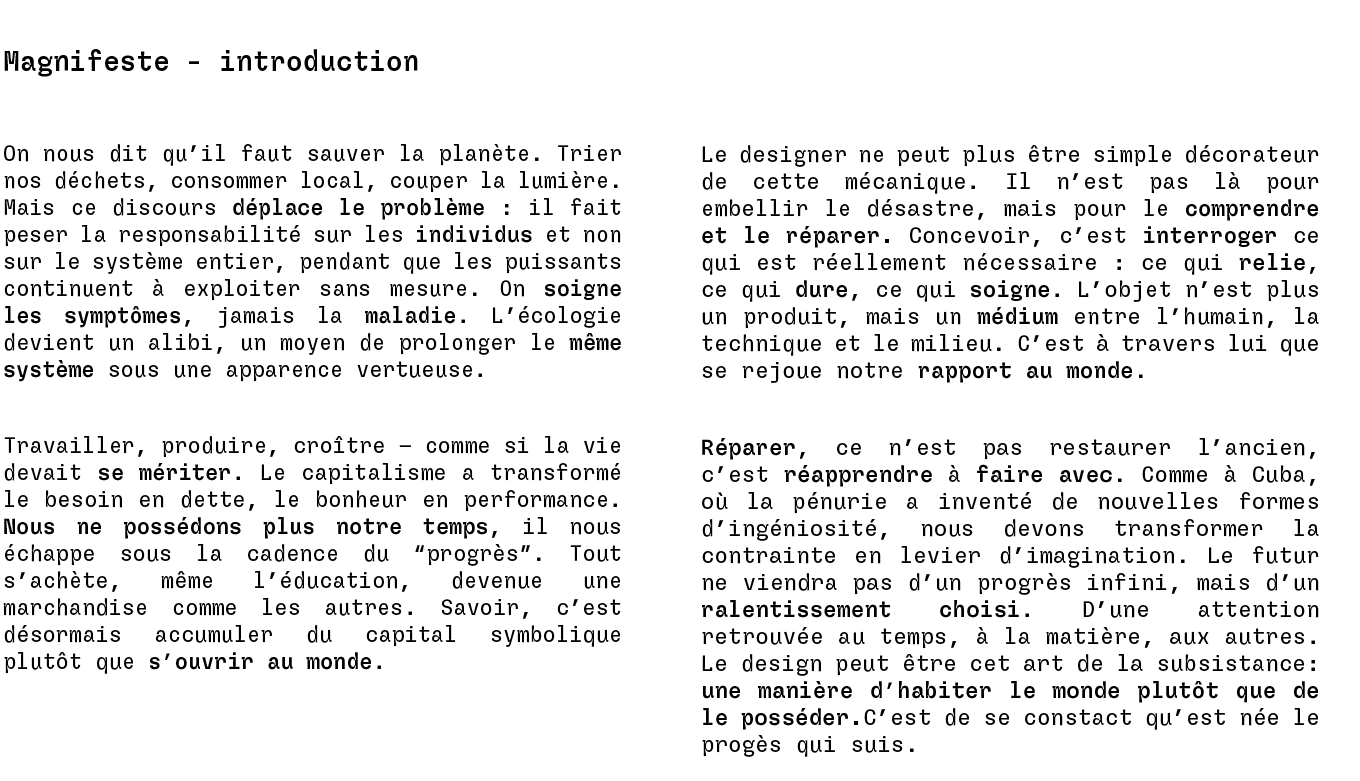 Magnifeste - introduction
On nous dit qu’il faut sauver la planète. Trier
nos déchets, consommer local, couper la lumière.
Mais ce discours déplace le problème : il fait
peser la responsabilité sur les individus et non
sur le système entier, pendant que les puissants
continuent à exploiter sans mesure. On soigne
les symptômes, jamais la maladie. L’écologie
devient un alibi, un moyen de prolonger le même
système sous une apparence vertueuse.
Travailler, produire, croître — comme si la vie
devait se mériter. Le capitalisme a transformé
le besoin en dette, le bonheur en performance.
Nous ne possédons plus notre temps, il nous
échappe sous la cadence du “progrès”. Tout
s’achète, même l’éducation, devenue une
marchandise comme les autres. Savoir, c’est
désormais accumuler du capital symbolique
plutôt que s’ouvrir au monde.
Le designer ne peut plus être simple décorateur
de cette mécanique. Il n’est pas là pour
embellir le désastre, mais pour le comprendre
et le réparer. Concevoir, c’est interroger ce
qui est réellement nécessaire : ce qui relie,
ce qui dure, ce qui soigne. L’objet n’est plus
un produit, mais un médium entre l’humain, la
technique et le milieu. C’est à travers lui que
se rejoue notre rapport au monde.
Réparer, ce n’est pas restaurer l’ancien,
c’est réapprendre à faire avec. Comme à Cuba,
où la pénurie a inventé de nouvelles formes
d’ingéniosité, nous devons transformer la
contrainte en levier d’imagination. Le futur
ne viendra pas d’un progrès infini, mais d’un
ralentissement choisi. D’une attention
retrouvée au temps, à la matière, aux autres.
Le design peut être cet art de la subsistance:
une manière d’habiter le monde plutôt que de
le posséder.C’est de se constact qu’est née le
progès qui suis.